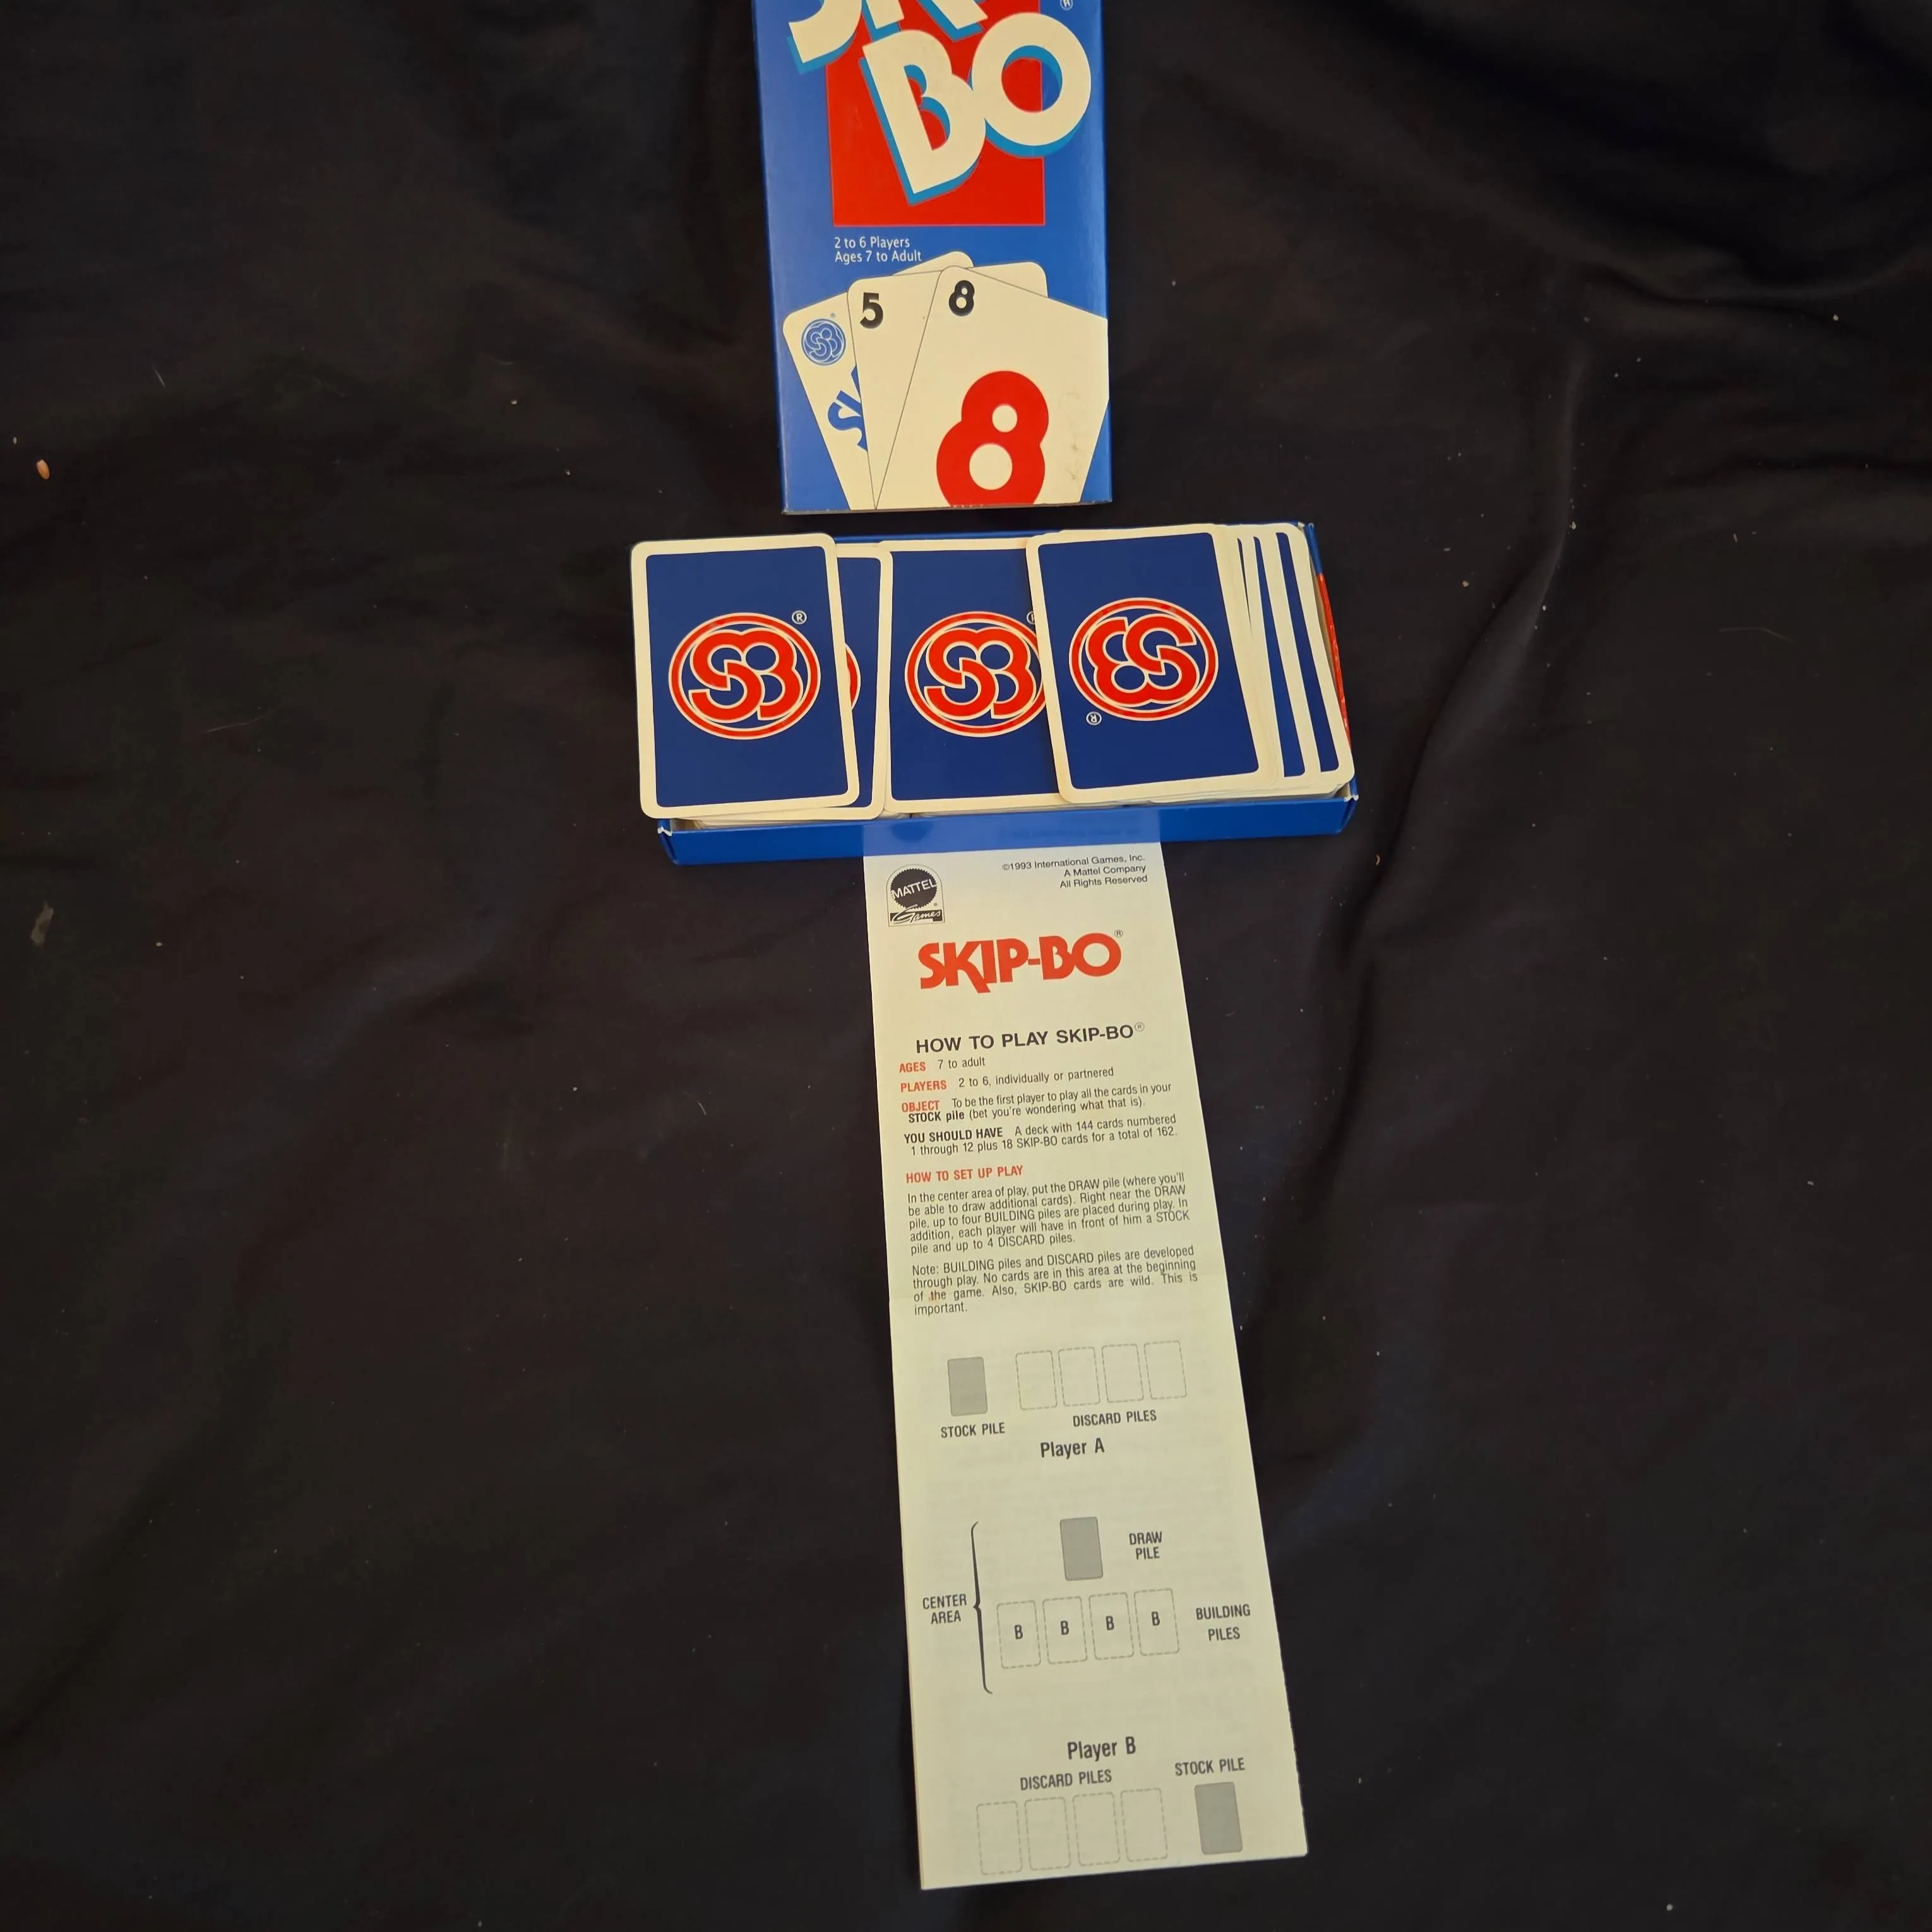 BO
®
2 to 6 Players
Ages 7 to Adult
5
8
8
SB ®
SB
SB ®
MATTEL
Games
©1993 International Games, Inc.
A Mattel Company
All Rights Reserved
SKIP-BO®
HOW TO PLAY SKIP-BO®
AGES 7 to adult
PLAYERS 2 to 6, individually or partnered
OBJECT To be the first player to play all the cards in your
STOCK pile (bet you're wondering what that is).
YOU SHOULD HAVE A deck with 144 cards numbered
1 through 12 plus 18 SKIP-BO cards for a total of 162.
HOW TO SET UP PLAY
In the center area of play, put the DRAW pile (where you'll
be able to draw additional cards). Right near the DRAW
pile, up to four BUILDING piles are placed during play. In
addition, each player will have in front of him a STOCK
pile and up to 4 DISCARD piles.
Note: BUILDING piles and DISCARD piles are developed
through play. No cards are in this area at the beginning
of the game. Also, SKIP-BO cards are wild. This is
important.
STOCK PILE DISCARD PILES
Player A
DRAW
PILE
CENTER
AREA
B B B B
BUILDING
PILES
Player B
DISCARD PILES STOCK PILE